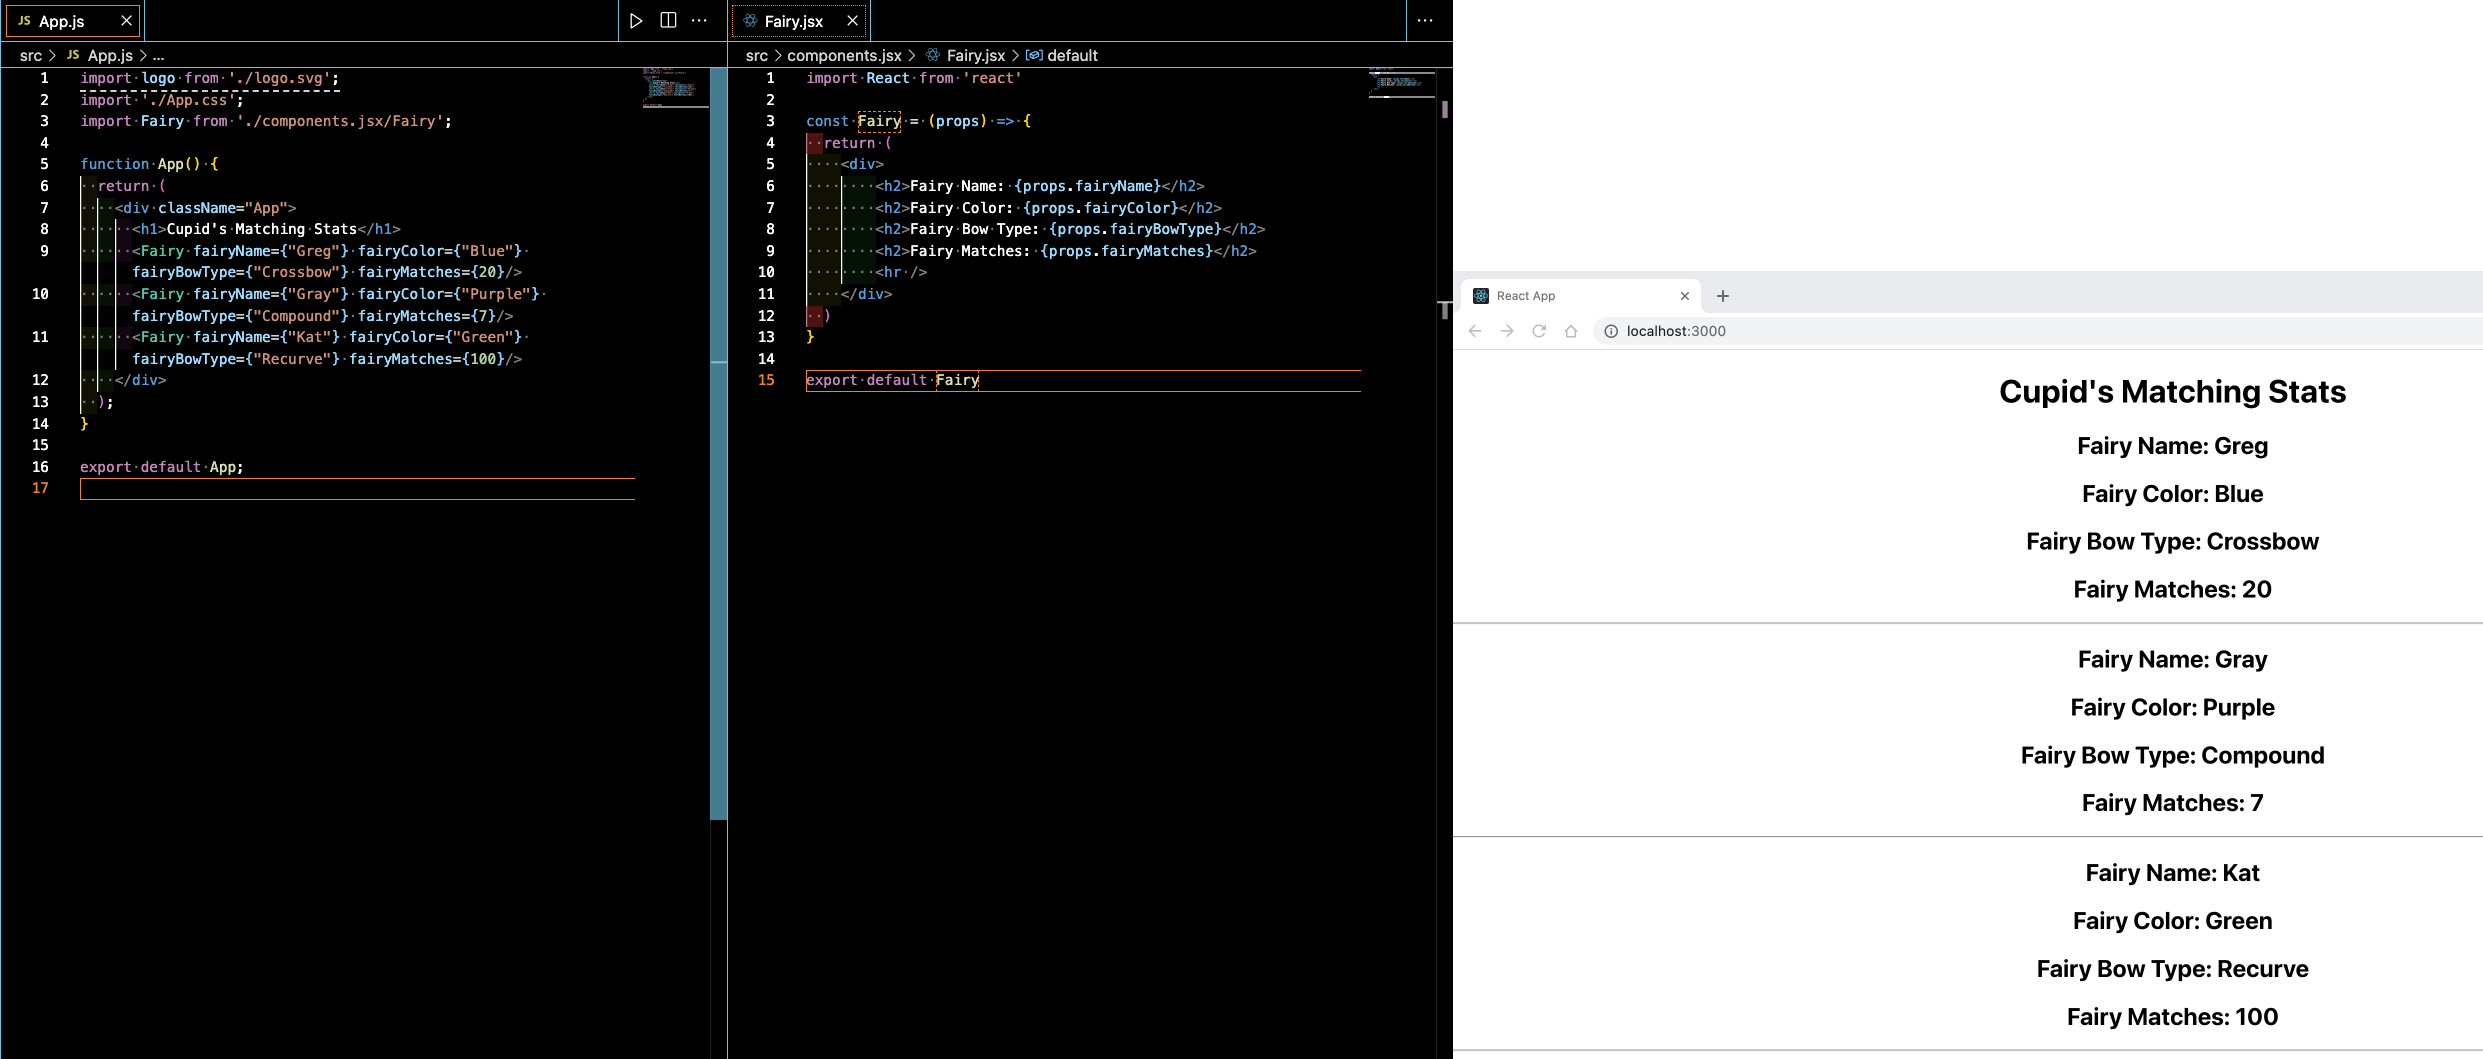 JS App.js
src > JS App.js > ...
1 import logo from './logo.svg';
2 import './App.css';
3 import Fairy from './components.jsx/Fairy';
4
5 function App() {
6 return (
7 <div className="App">
8 <h1>Cupid's Matching Stats</h1>
9 <Fairy fairyName={"Greg"} fairyColor={"Blue"}
fairyBowType={"Crossbow"} fairyMatches={20}/>
10 <Fairy fairyName={"Gray"} fairyColor={"Purple"}
fairyBowType={"Compound"} fairyMatches={7}/>
11 <Fairy fairyName={"Kat"} fairyColor={"Green"}
fairyBowType={"Recurve"} fairyMatches={100}/>
12 </div>
13 );
14 }
15
16 export default App;
17
Fairy.jsx
src > components.jsx > Fairy.jsx > default
1 import React from 'react'
2
3 const Fairy = (props) => {
4 return (
5 <div>
6 <h2>Fairy Name: {props.fairyName}</h2>
7 <h2>Fairy Color: {props.fairyColor}</h2>
8 <h2>Fairy Bow Type: {props.fairyBowType}</h2>
9 <h2>Fairy Matches: {props.fairyMatches}</h2>
10 <hr />
11 </div>
12 )
13 }
14
15 export default Fairy
React App
localhost:3000
Cupid's Matching Stats
Fairy Name: Greg
Fairy Color: Blue
Fairy Bow Type: Crossbow
Fairy Matches: 20
Fairy Name: Gray
Fairy Color: Purple
Fairy Bow Type: Compound
Fairy Matches: 7
Fairy Name: Kat
Fairy Color: Green
Fairy Bow Type: Recurve
Fairy Matches: 100